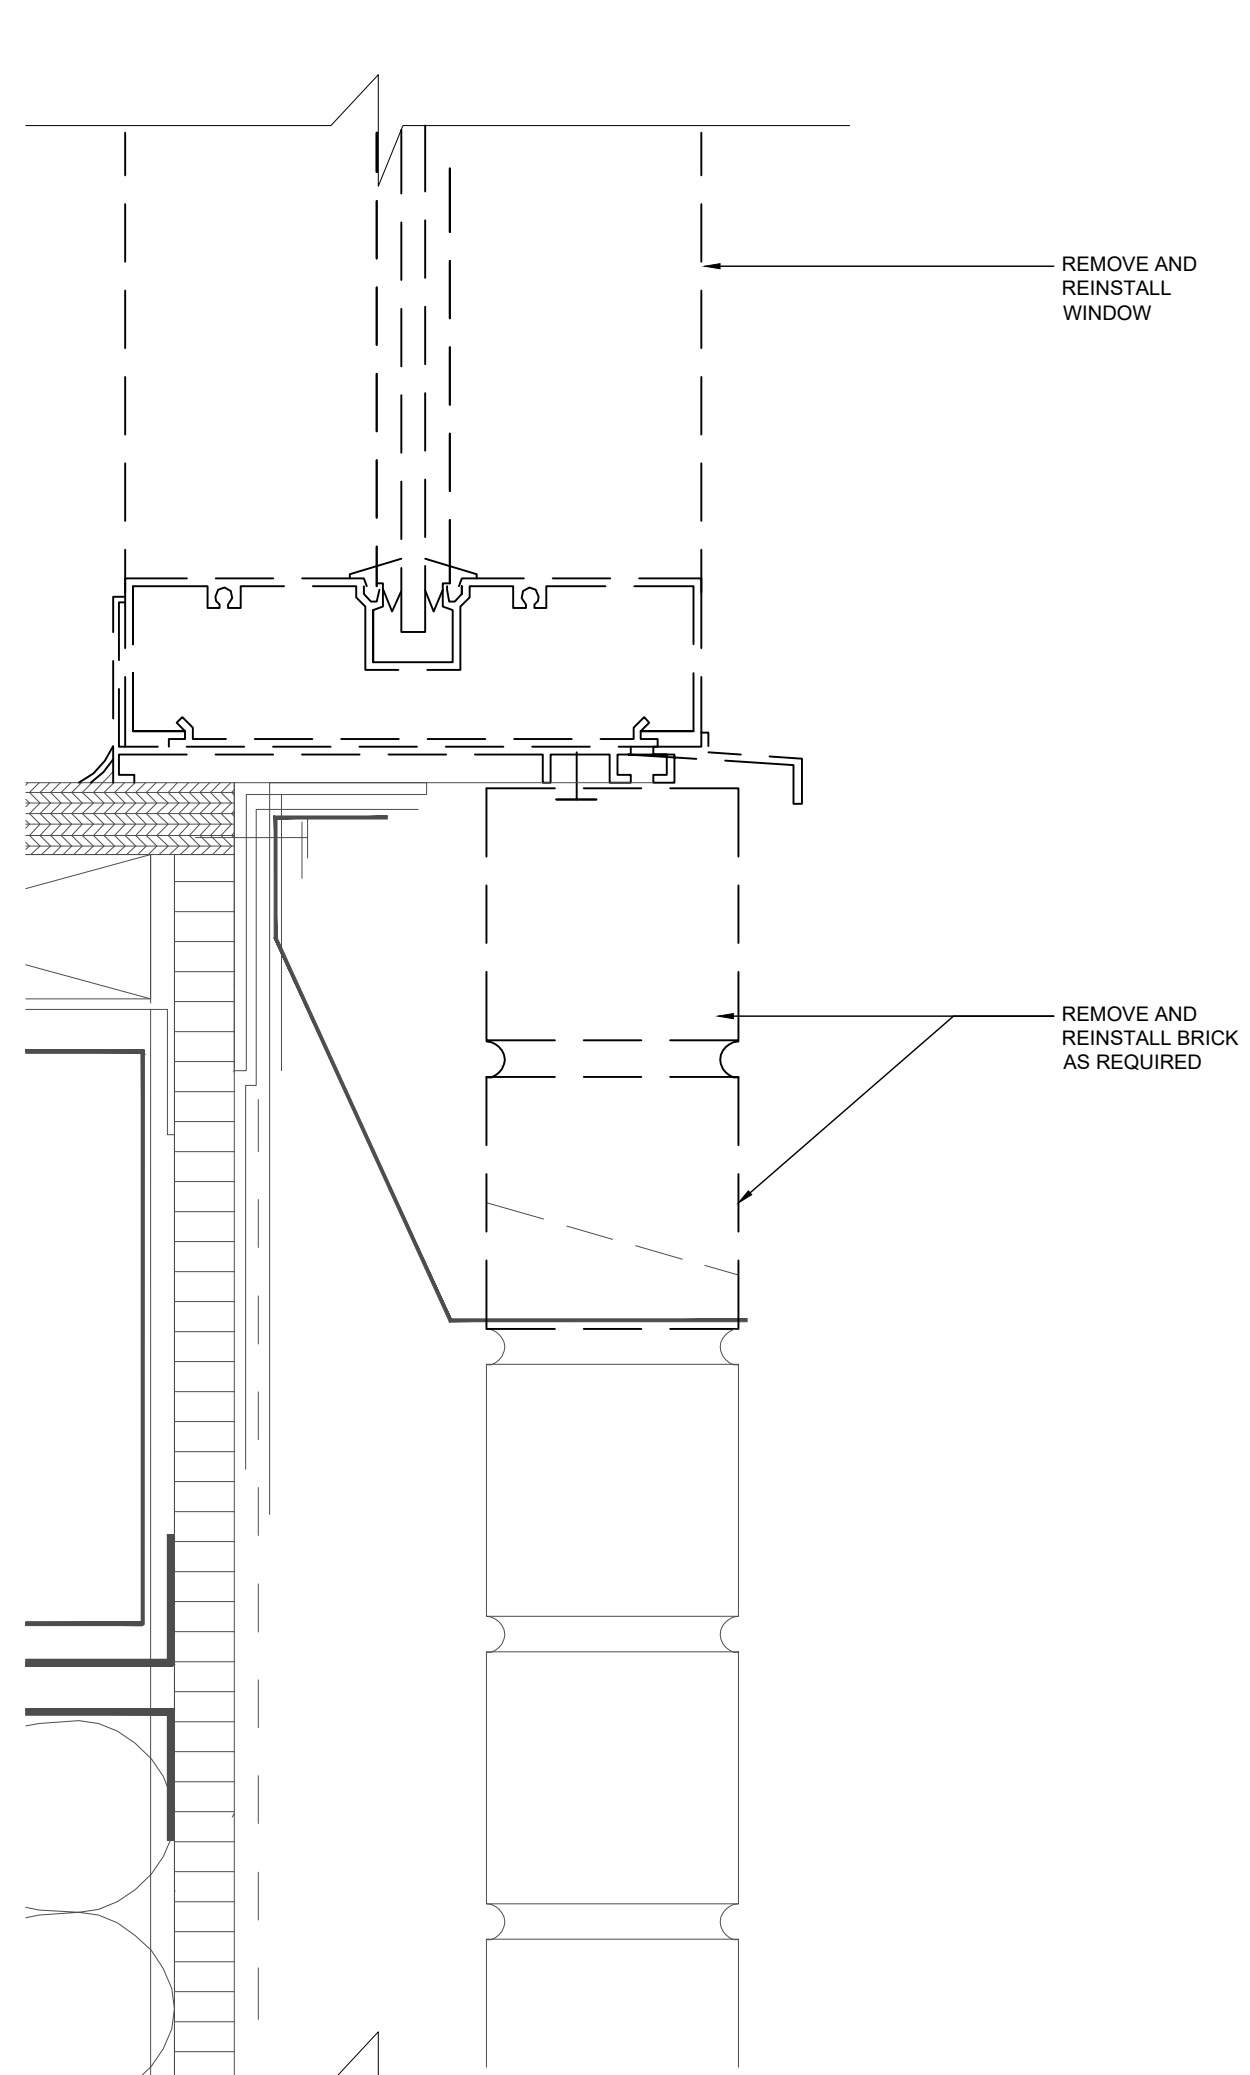 REMOVE AND
REINSTALL
WINDOW
REMOVE AND
REINSTALL BRICK
AS REQUIRED